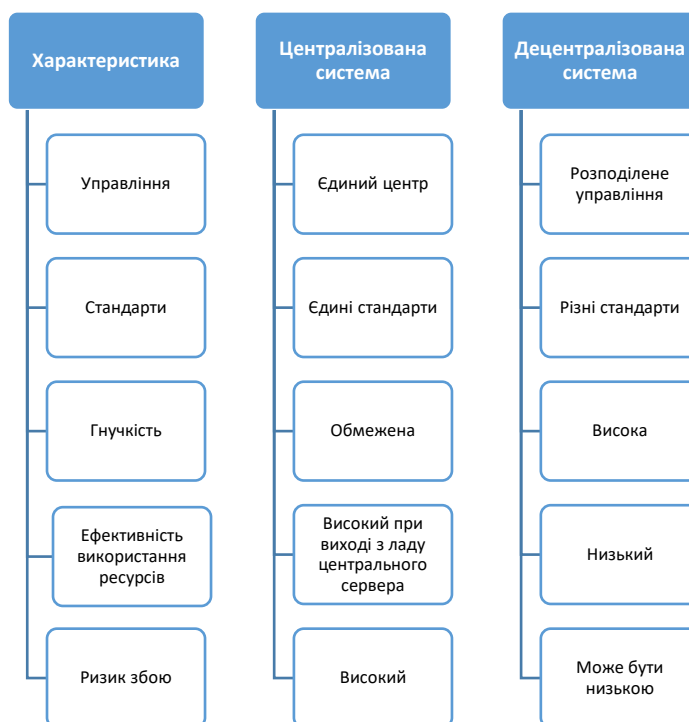 Характеристика
Управління
Стандарти
Гнучкість
Ефективність
використання
ресурсів
Ризик збою
Централізована
система
Єдиний центр
Єдині стандарти
Обмежена
Високий при
виході з ладу
центрального
сервера
Високий
Децентралізована
система
Розподілене
управління
Різні стандарти
Висока
Низький
Може бути
низькою